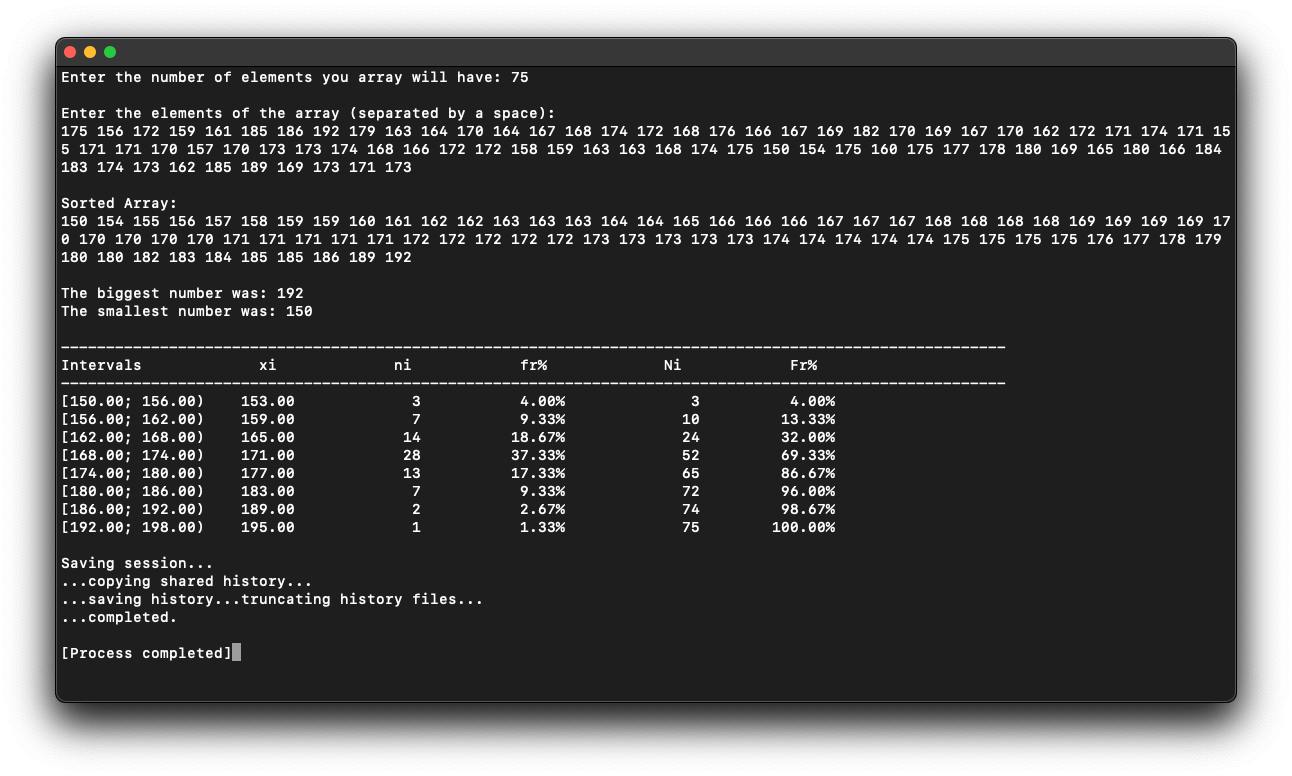 Enter the number of elements you array will have: 75
Enter the elements of the array (separated by a space):
175 156 172 159 161 185 186 192 179 163 164 170 164 167 168 174 172 168 176 166 167 169 182 170 169 167 170 162 172 171 174 171 15
5 171 171 170 157 170 173 173 174 168 166 172 172 158 159 163 163 168 174 175 150 154 175 160 175 177 178 180 169 165 180 166 184
183 174 173 162 185 189 169 173 171 173
Sorted Array:
150 154 155 156 157 158 159 159 160 161 162 162 163 163 163 164 164 165 166 166 166 167 167 167 168 168 168 168 169 169 169 169 17
0 170 170 170 170 171 171 171 171 171 172 172 172 172 172 173 173 173 173 173 174 174 174 174 174 175 175 175 175 176 177 178 179
180 180 182 183 184 185 185 186 189 192
The biggest number was: 192
The smallest number was: 150
Intervals xi ni fr% Ni Fr%
[150.00; 156.00) 153.00 3 4.00% 3 4.00%
[156.00; 162.00) 159.00 7 9.33% 10 13.33%
[162.00; 168.00) 165.00 14 18.67% 24 32.00%
[168.00; 174.00) 171.00 28 37.33% 52 69.33%
[174.00; 180.00) 177.00 13 17.33% 65 86.67%
[180.00; 186.00) 183.00 7 9.33% 72 96.00%
[186.00; 192.00) 189.00 2 2.67% 74 98.67%
[192.00; 198.00) 195.00 1 1.33% 75 100.00%
Saving session...
...copying shared history...
...saving history...truncating history files...
...completed.
[Process completed]